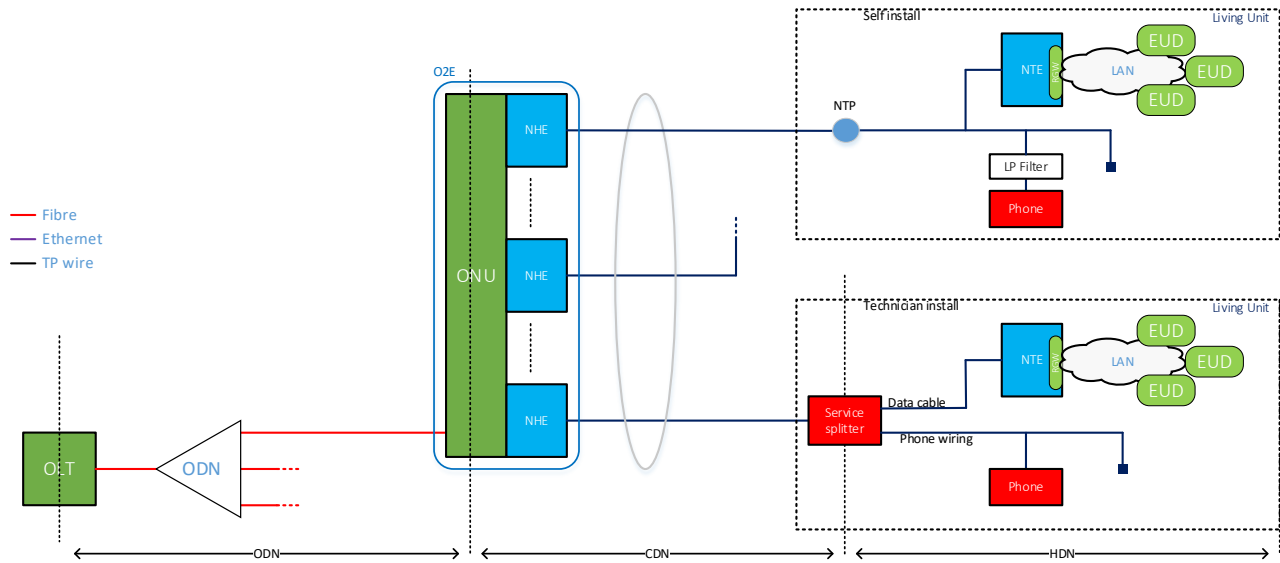 Self install
Living Unit
EUD
NTE
RGW
LAN
EUD
EUD
O2E
NHE
NTP
LP Filter
Phone
Fibre
Ethernet
TP wire
ONU
NHE
Technician install
Living Unit
EUD
NTE
RGW
LAN
EUD
EUD
NHE
Service
splitter
Data cable
Phone wiring
OLT
ODN
Phone
ODN
CDN
HDN